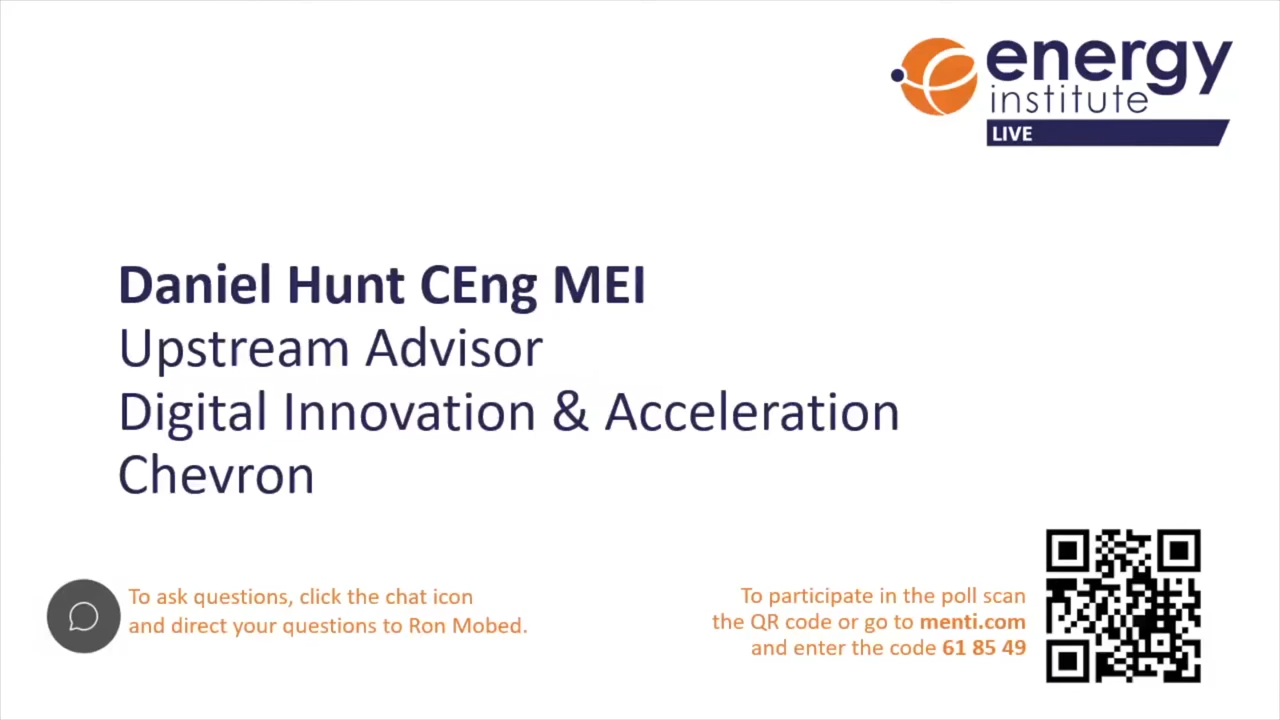 energy
institute
LIVE
Daniel Hunt CEng MEI
Upstream Advisor
Digital Innovation & Acceleration
Chevron
To ask questions, click the chat icon
and direct your questions to Ron Mobed.
To participate in the poll scan
the QR code or go to menti.com
and enter the code 61 85 49